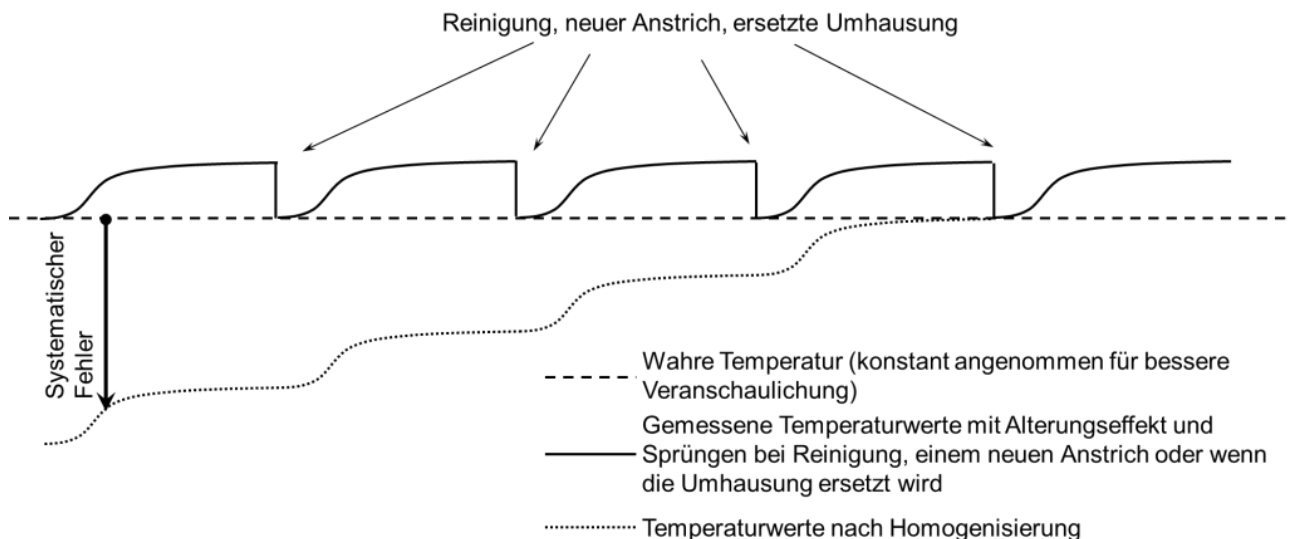 Reinigung, neuer Anstrich, ersetzte Umhausung
Systematischer
Fehler
Wahre Temperatur (konstant angenommen für bessere
Veranschaulichung)
Gemessene Temperaturwerte mit Alterungseffekt und
Sprüngen bei Reinigung, einem neuen Anstrich oder wenn
die Umhausung ersetzt wird
Temperaturwerte nach Homogenisierung